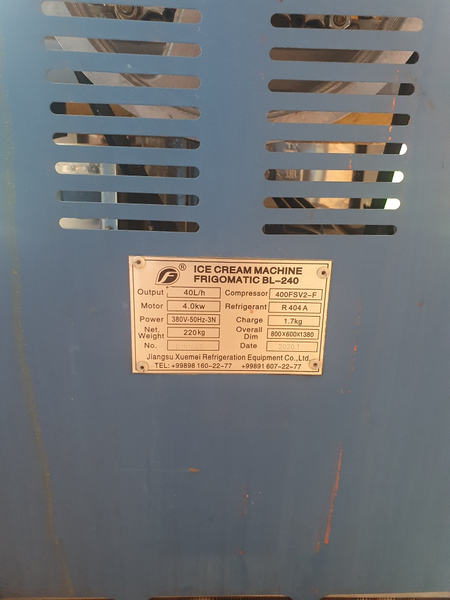 ®
ICE CREAM MACHINE
FRIGOMATIC BL-240
Output 40L/h Compressor 400FSV2-F
Motor 4.0kw Refrigerant R 404 A
Power 380V-50Hz-3N Charge 1.7kg
Net. Weight 220kg Overall Dim 800X600X1380
No. Date
Jiangsu Xuemei Refrigeration Equipment Co.,Ltd.
TEL: +99898 160-22-77 +99891 607-22-77